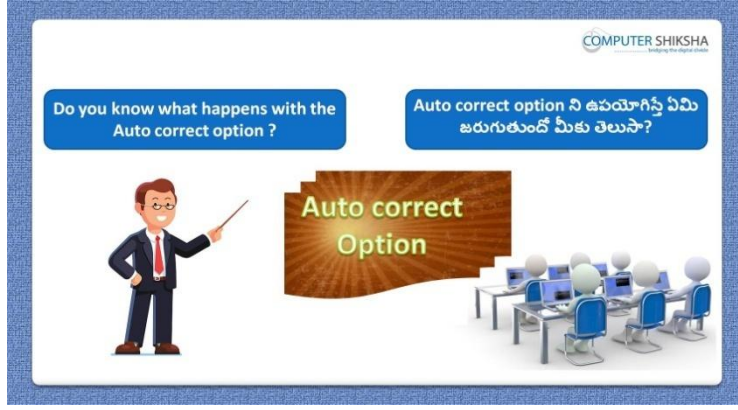 COMPUTER SHIKSHA
bridging the digital divide
Do you know what happens with the
Auto correct option ?
Auto correct option ని ఉపయోగిస్తే ఏమి
జరుగుతుందో మీకు తెలుసా?
Auto correct
Option